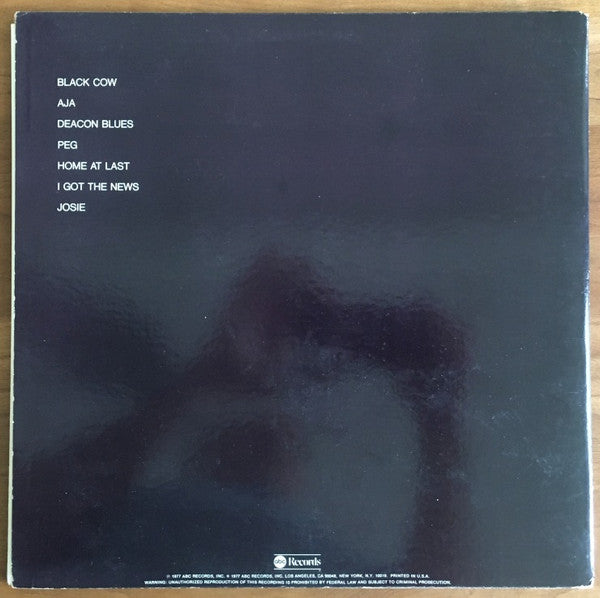 BLACK COW
AJA
DEACON BLUES
PEG
HOME AT LAST
I GOT THE NEWS
JOSIE
abc Records
℗ 1977 ABC RECORDS, INC. © 1977 ABC RECORDS, INC. LOS ANGELES, CA 90048, NEW YORK, N.Y. 10019. PRINTED IN U.S.A.
WARNING: UNAUTHORIZED REPRODUCTION OF THIS RECORDING IS PROHIBITED BY FEDERAL LAW AND SUBJECT TO CRIMINAL PROSECUTION.